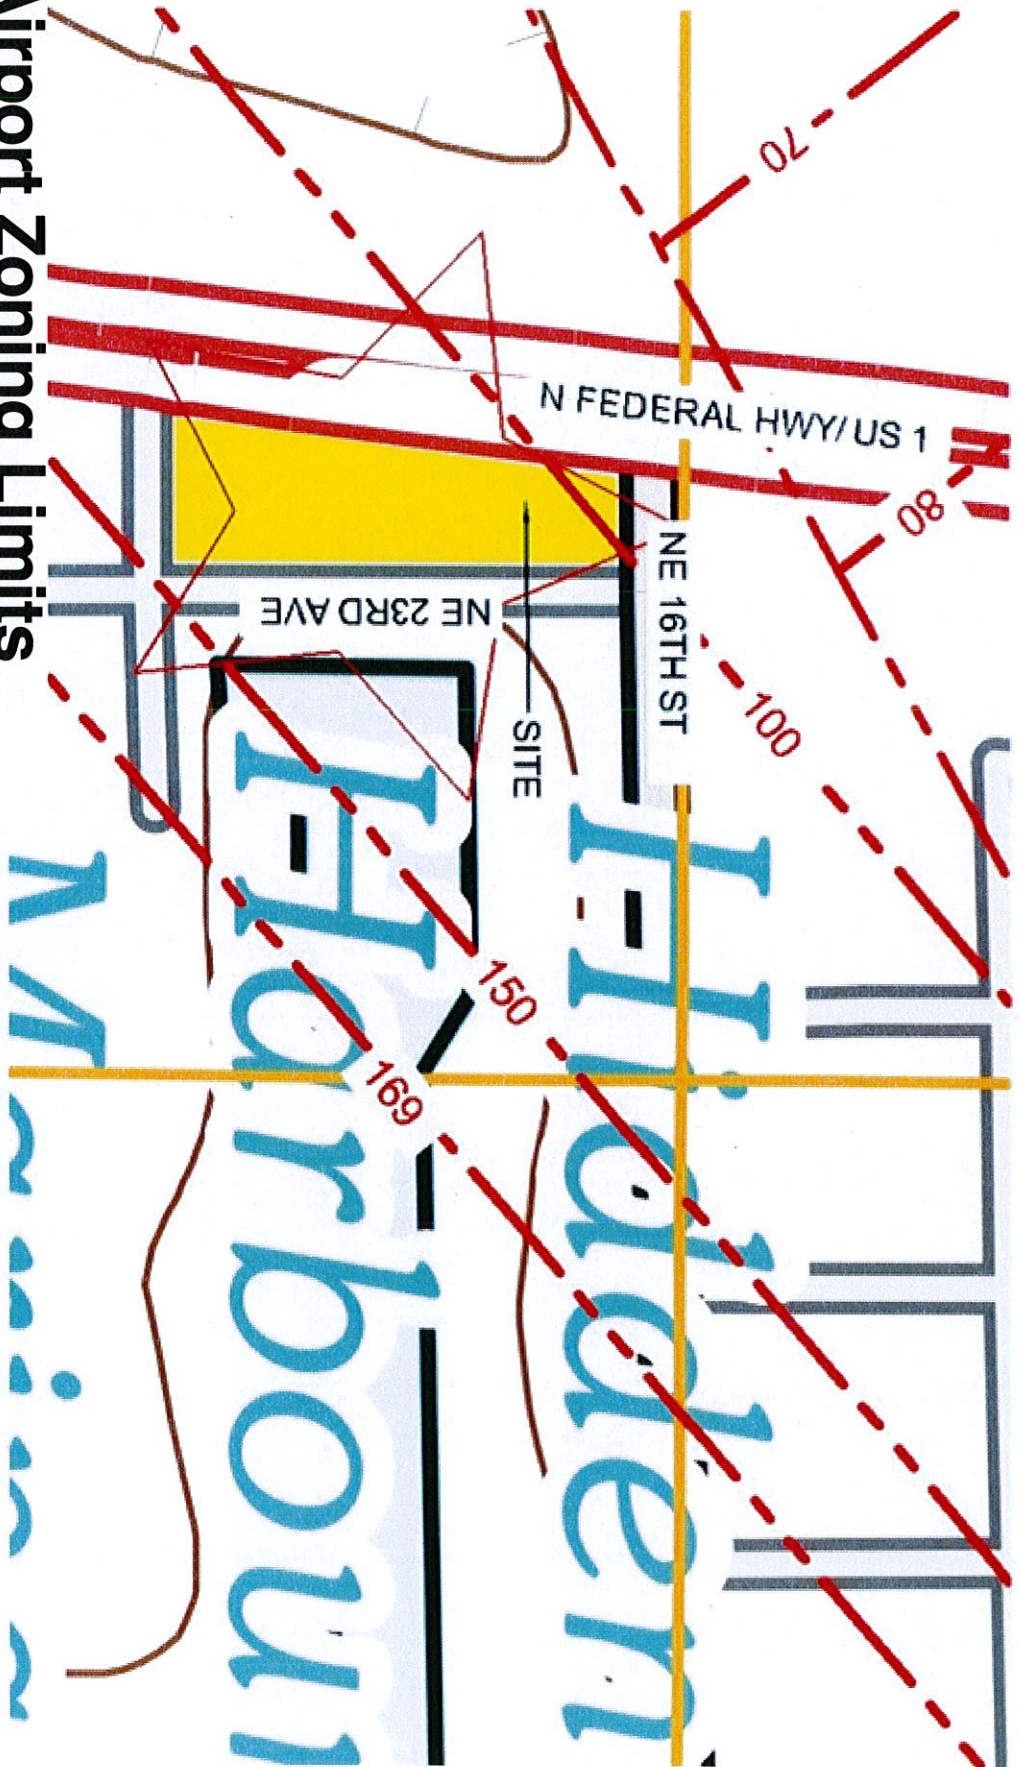 Airport Zoning Limits
70
N FEDERAL HWY/ US 1
80
NE 16TH ST
NE 23RD AVE
SITE
100
150
169
Hidden
Harbour